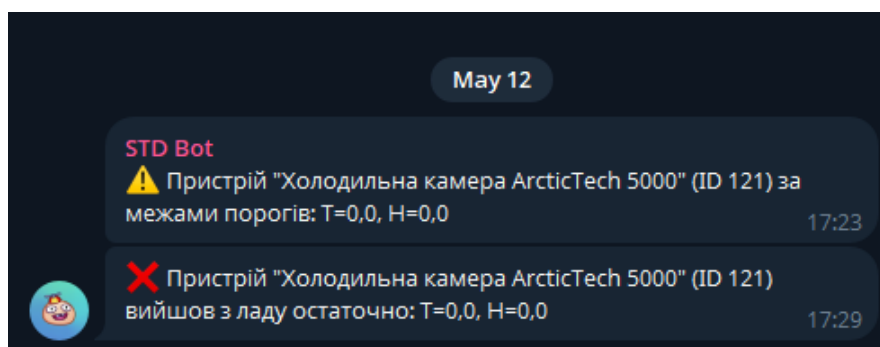 May 12
STD Bot
⚠️ Пристрій "Холодильна камера ArcticTech 5000" (ID 121) за
межами порогів: T=0,0, H=0,0
17:23
❌ Пристрій "Холодильна камера ArcticTech 5000" (ID 121)
вийшов з ладу остаточно: T=0,0, H=0,0
17:29